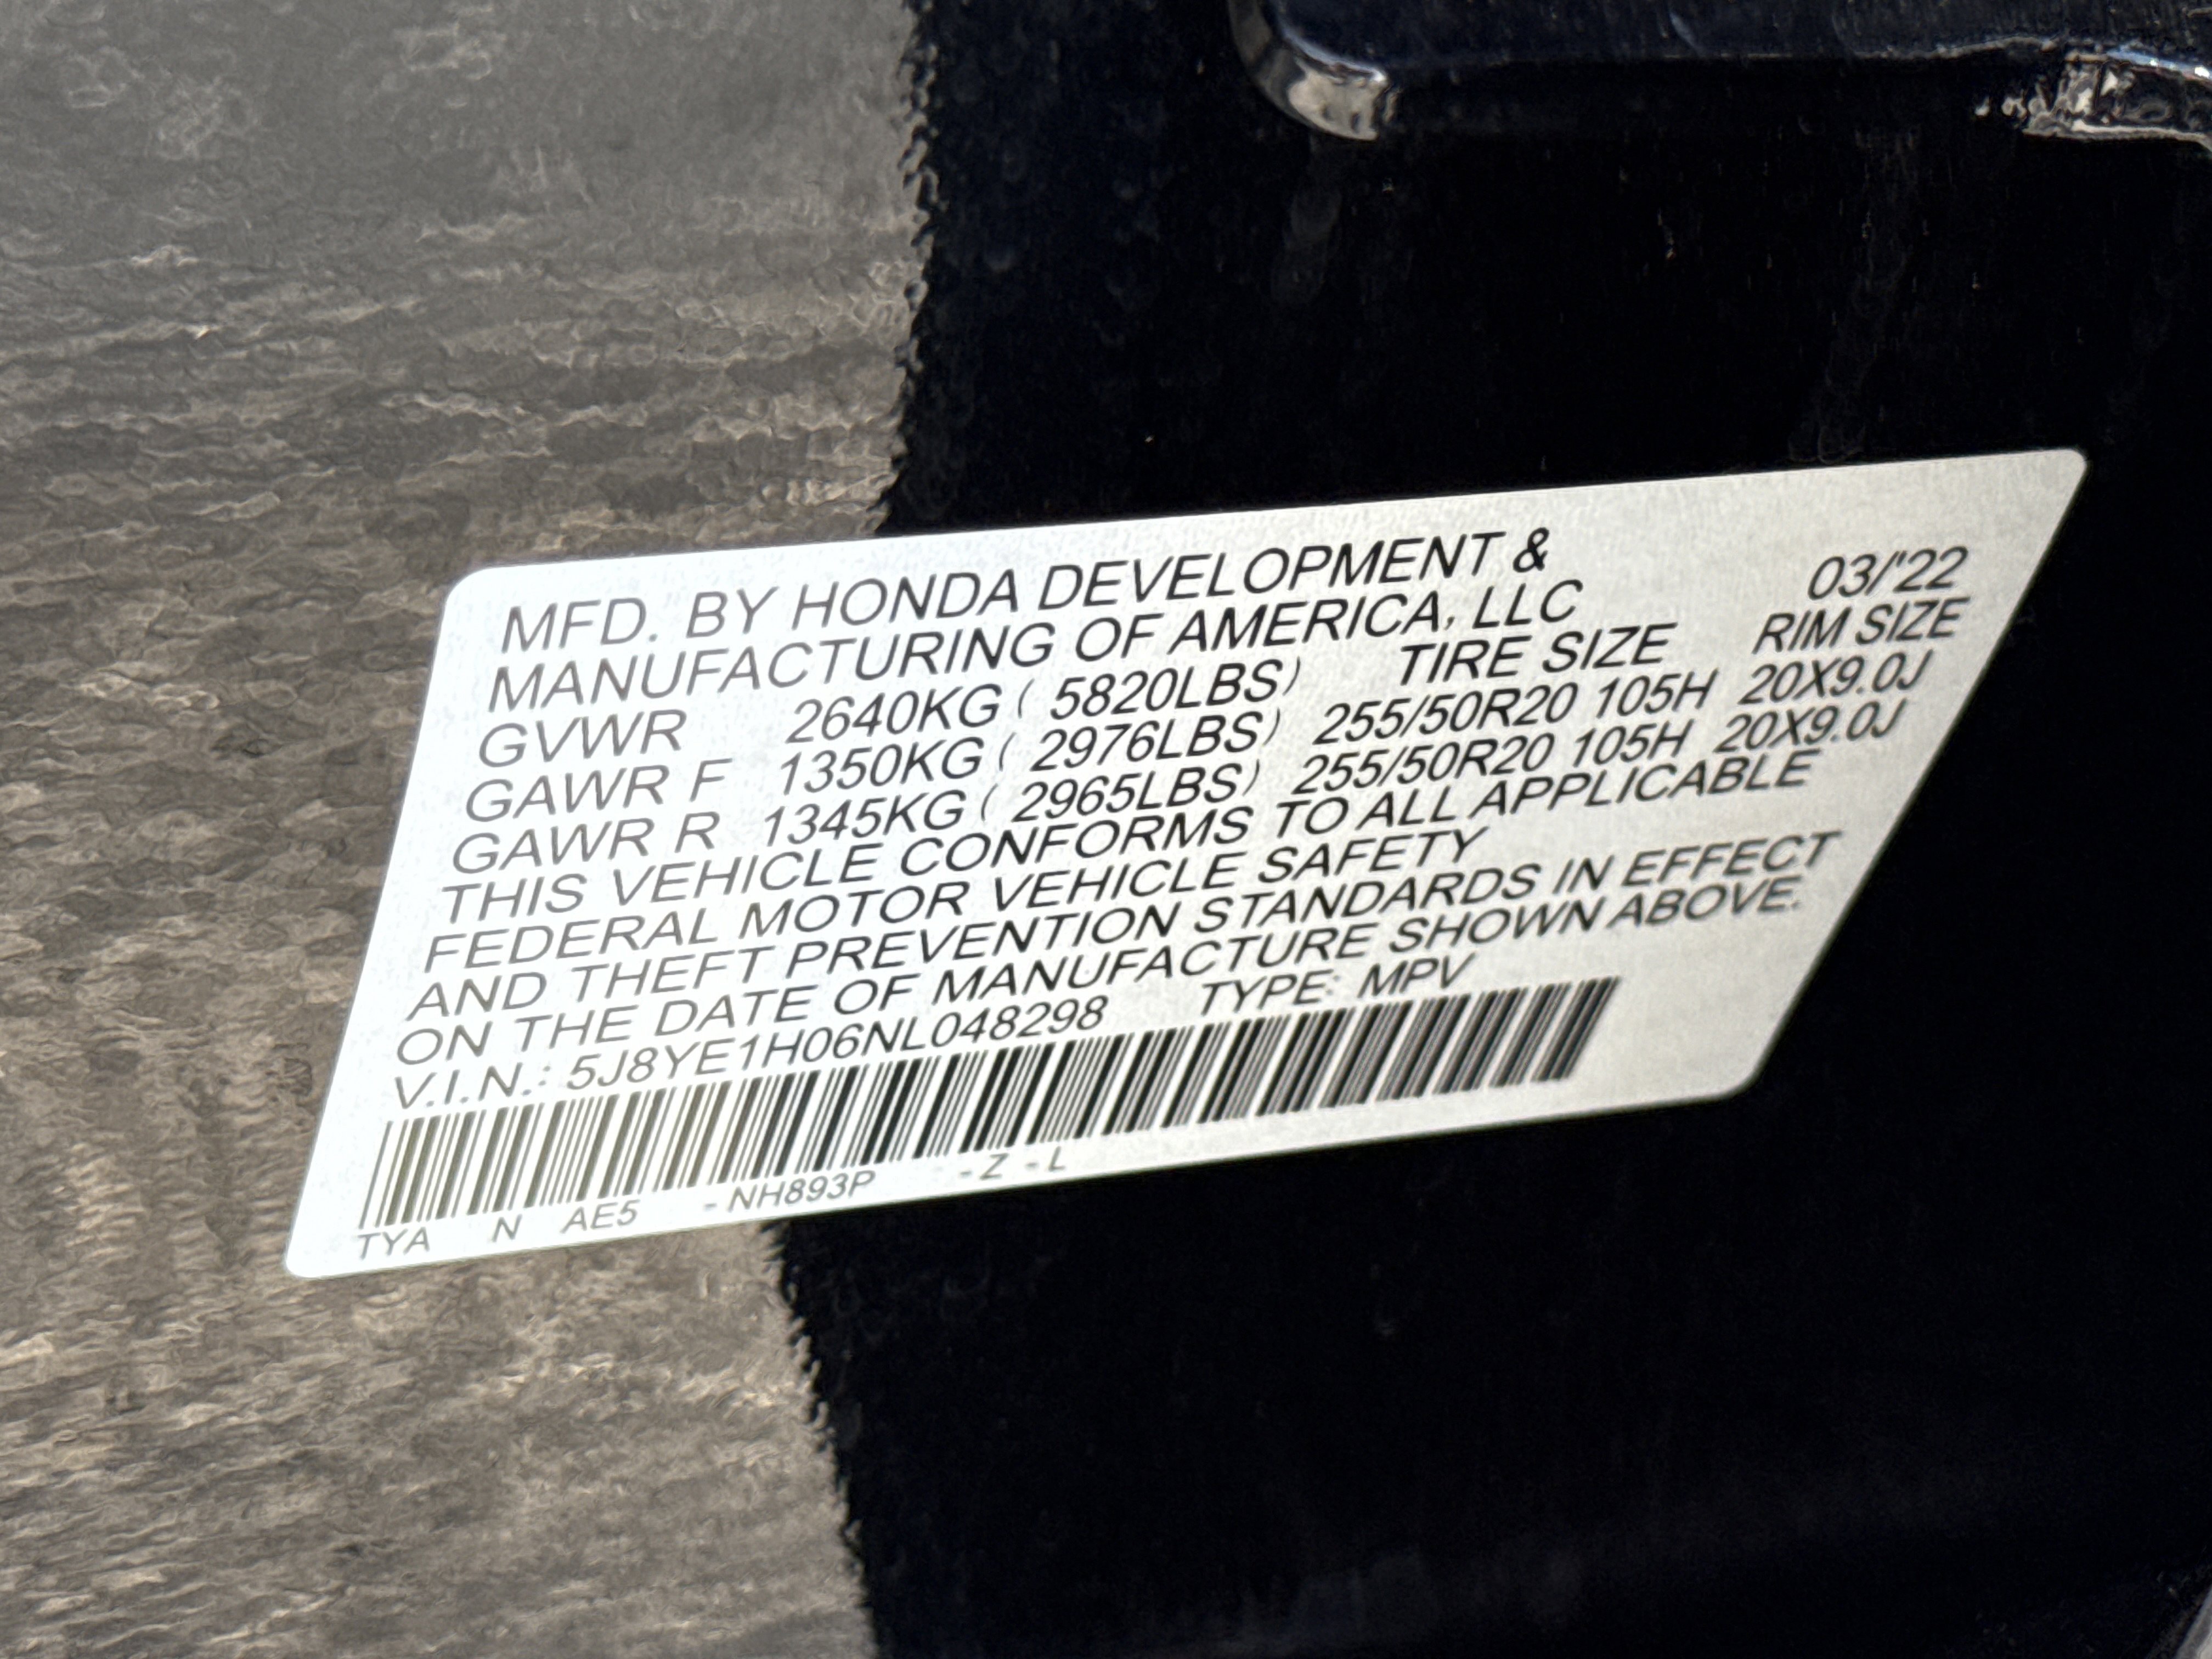 MFD. BY HONDA DEVELOPMENT &
MANUFACTURING OF AMERICA, LLC 03/'22
GVWR 2640KG ( 5820LBS) TIRE SIZE RIM SIZE
GAWR F 1350KG ( 2976LBS) 255/50R20 105H 20X9.0J
GAWR R 1345KG ( 2965LBS) 255/50R20 105H 20X9.0J
THIS VEHICLE CONFORMS TO ALL APPLICABLE
FEDERAL MOTOR VEHICLE SAFETY
AND THEFT PREVENTION STANDARDS IN EFFECT
ON THE DATE OF MANUFACTURE SHOWN ABOVE.
V.I.N.: 5J8YE1H06NL048298 TYPE: MPV
TYA N AE5 -NH893P -Z -L